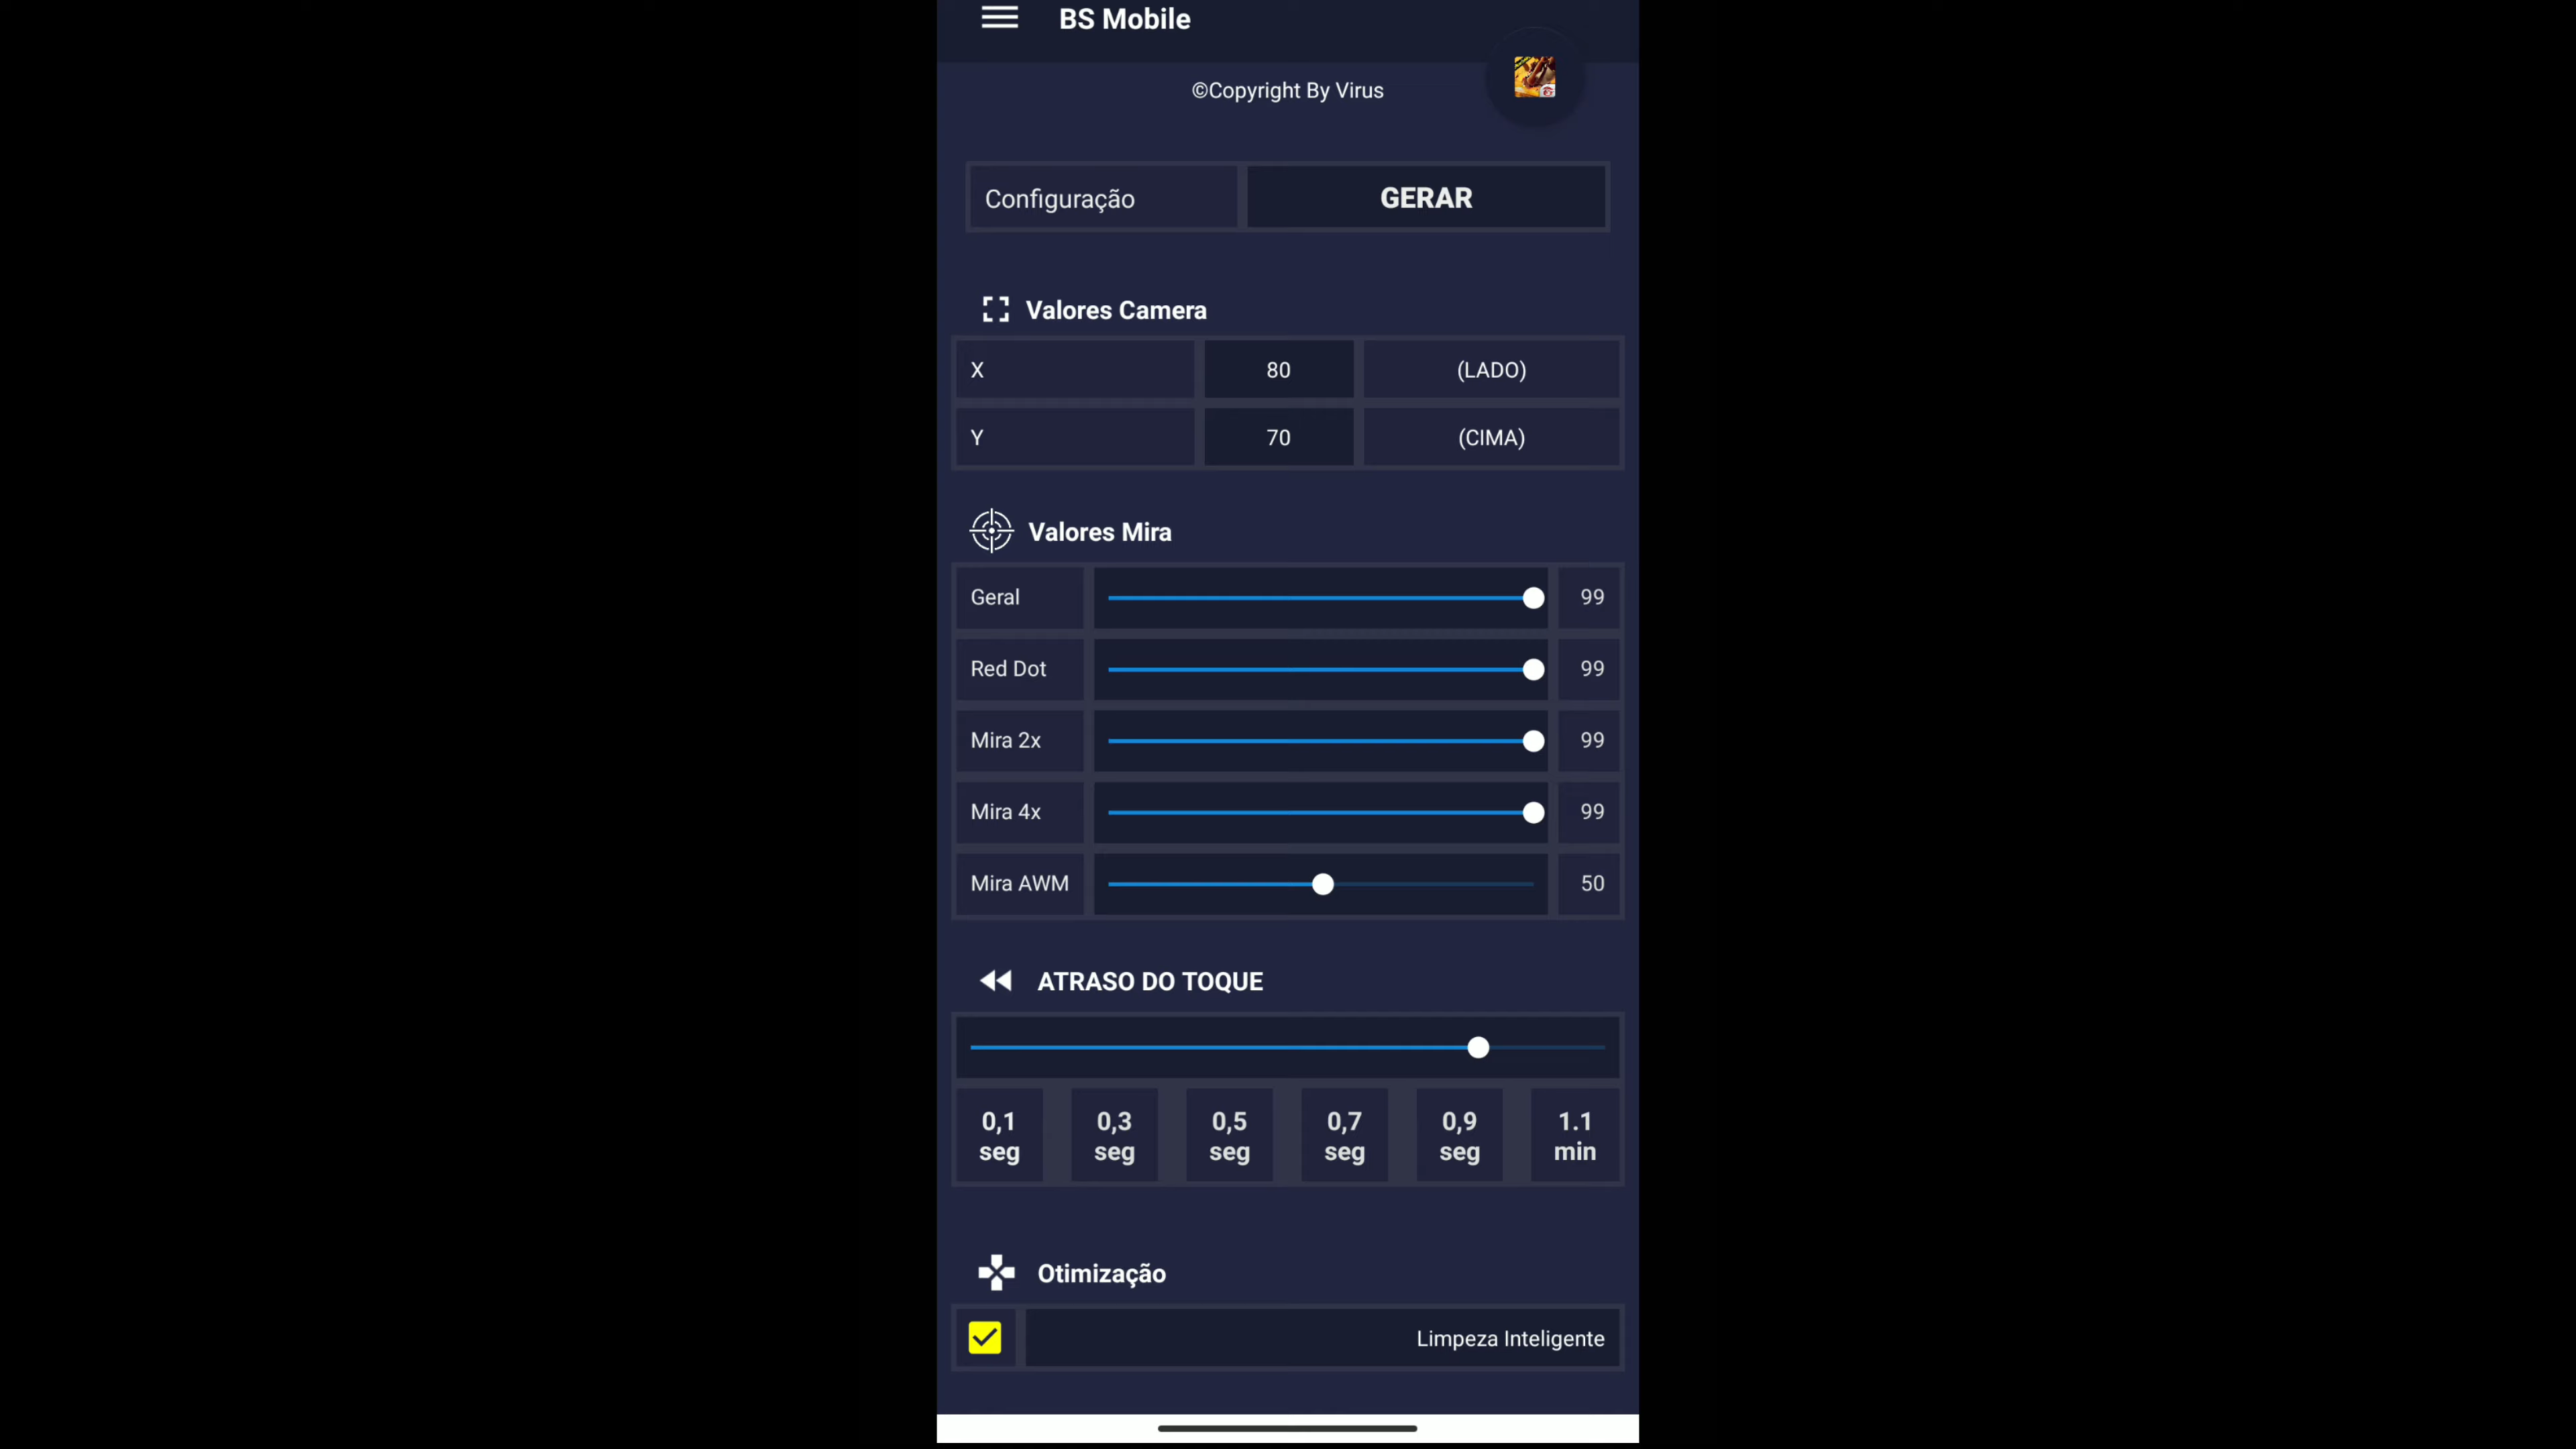 BS Mobile
©Copyright By Virus
Configuração GERAR
Valores Camera
X 80 (LADO)
Y 70 (CIMA)
Valores Mira
Geral 99
Red Dot 99
Mira 2x 99
Mira 4x 99
Mira AWM 50
ATRASO DO TOQUE
0,1 seg 0,3 seg 0,5 seg 0,7 seg 0,9 seg 1.1 min
Otimização
Limpeza Inteligente